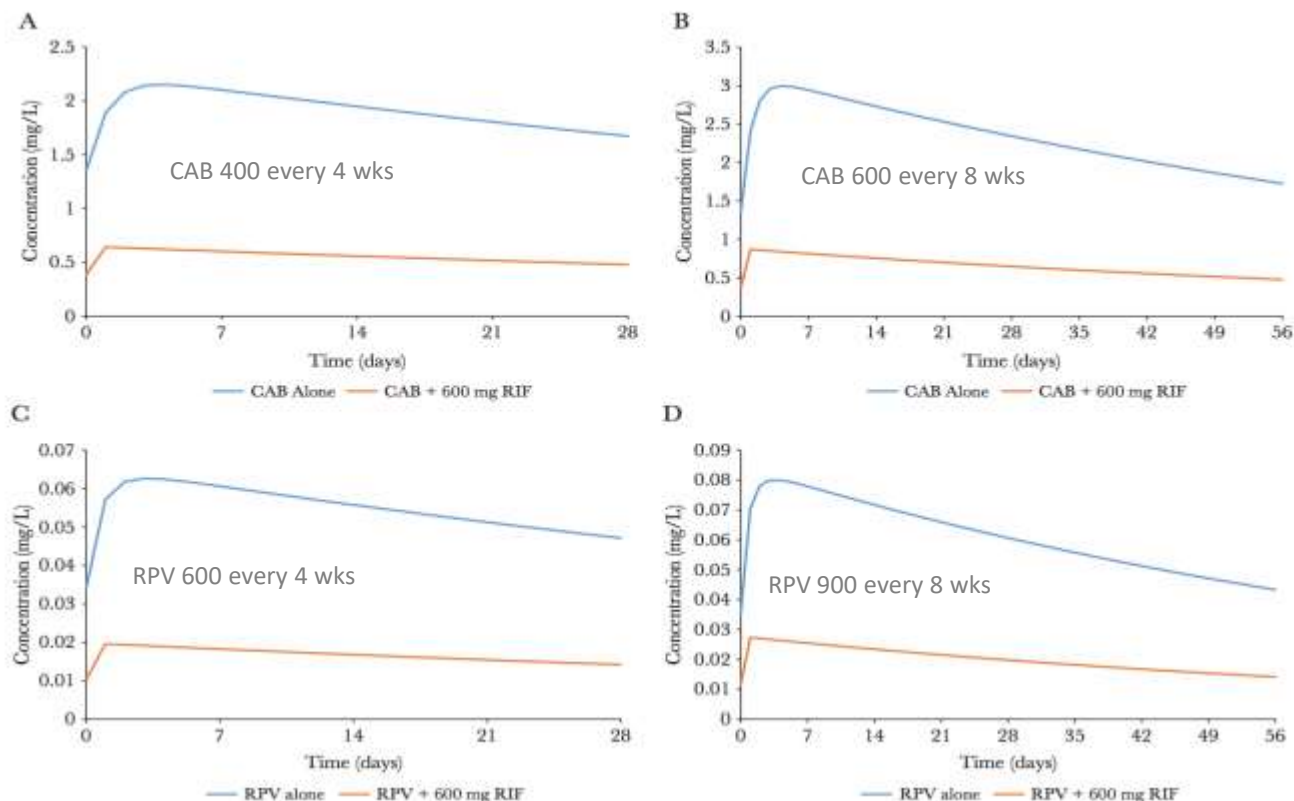 A
Concentration (mg/L)
2.5
2
1.5
1
0.5
0
CAB 400 every 4 wks
0 7 14 21 28
Time (days)
CAB Alone CAB + 600 mg RIF
B
Concentration (mg/L)
3.5
3
2.5
2
1.5
1
0.5
0
CAB 600 every 8 wks
0 7 14 21 28 35 42 49 56
Time (days)
CAB Alone CAB + 600 mg RIF
C
Concentration (mg/L)
0.07
0.06
0.05
0.04
0.03
0.02
0.01
0
RPV 600 every 4 wks
0 7 14 21 28
Time (days)
RPV alone RPV + 600 mg RIF
D
Concentration (mg/L)
0.09
0.08
0.07
0.06
0.05
0.04
0.03
0.02
0.01
0
RPV 900 every 8 wks
0 7 14 21 28 35 42 49 56
Time (days)
RPV alone RPV + 600 mg RIF